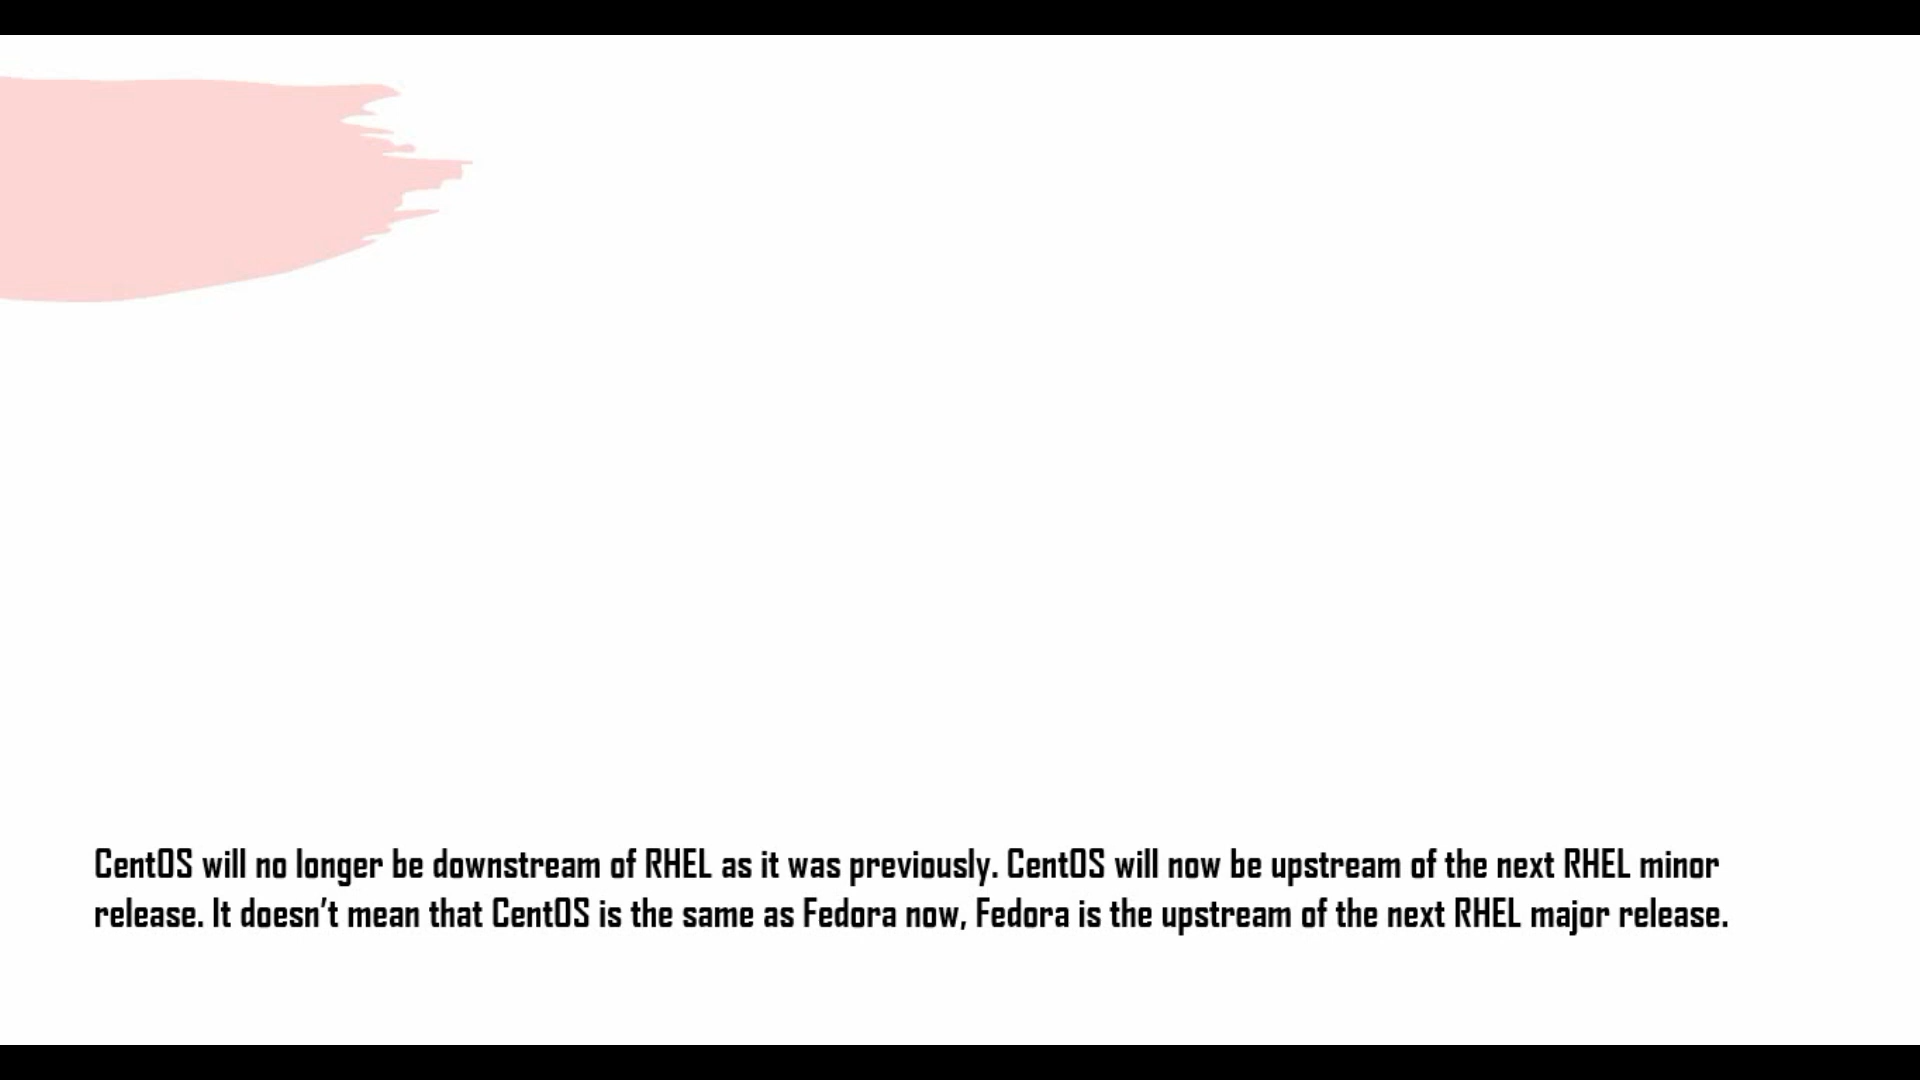 CentOS will no longer be downstream of RHEL as it was previously. CentOS will now be upstream of the next RHEL minor
release. It doesn’t mean that CentOS is the same as Fedora now, Fedora is the upstream of the next RHEL major release.